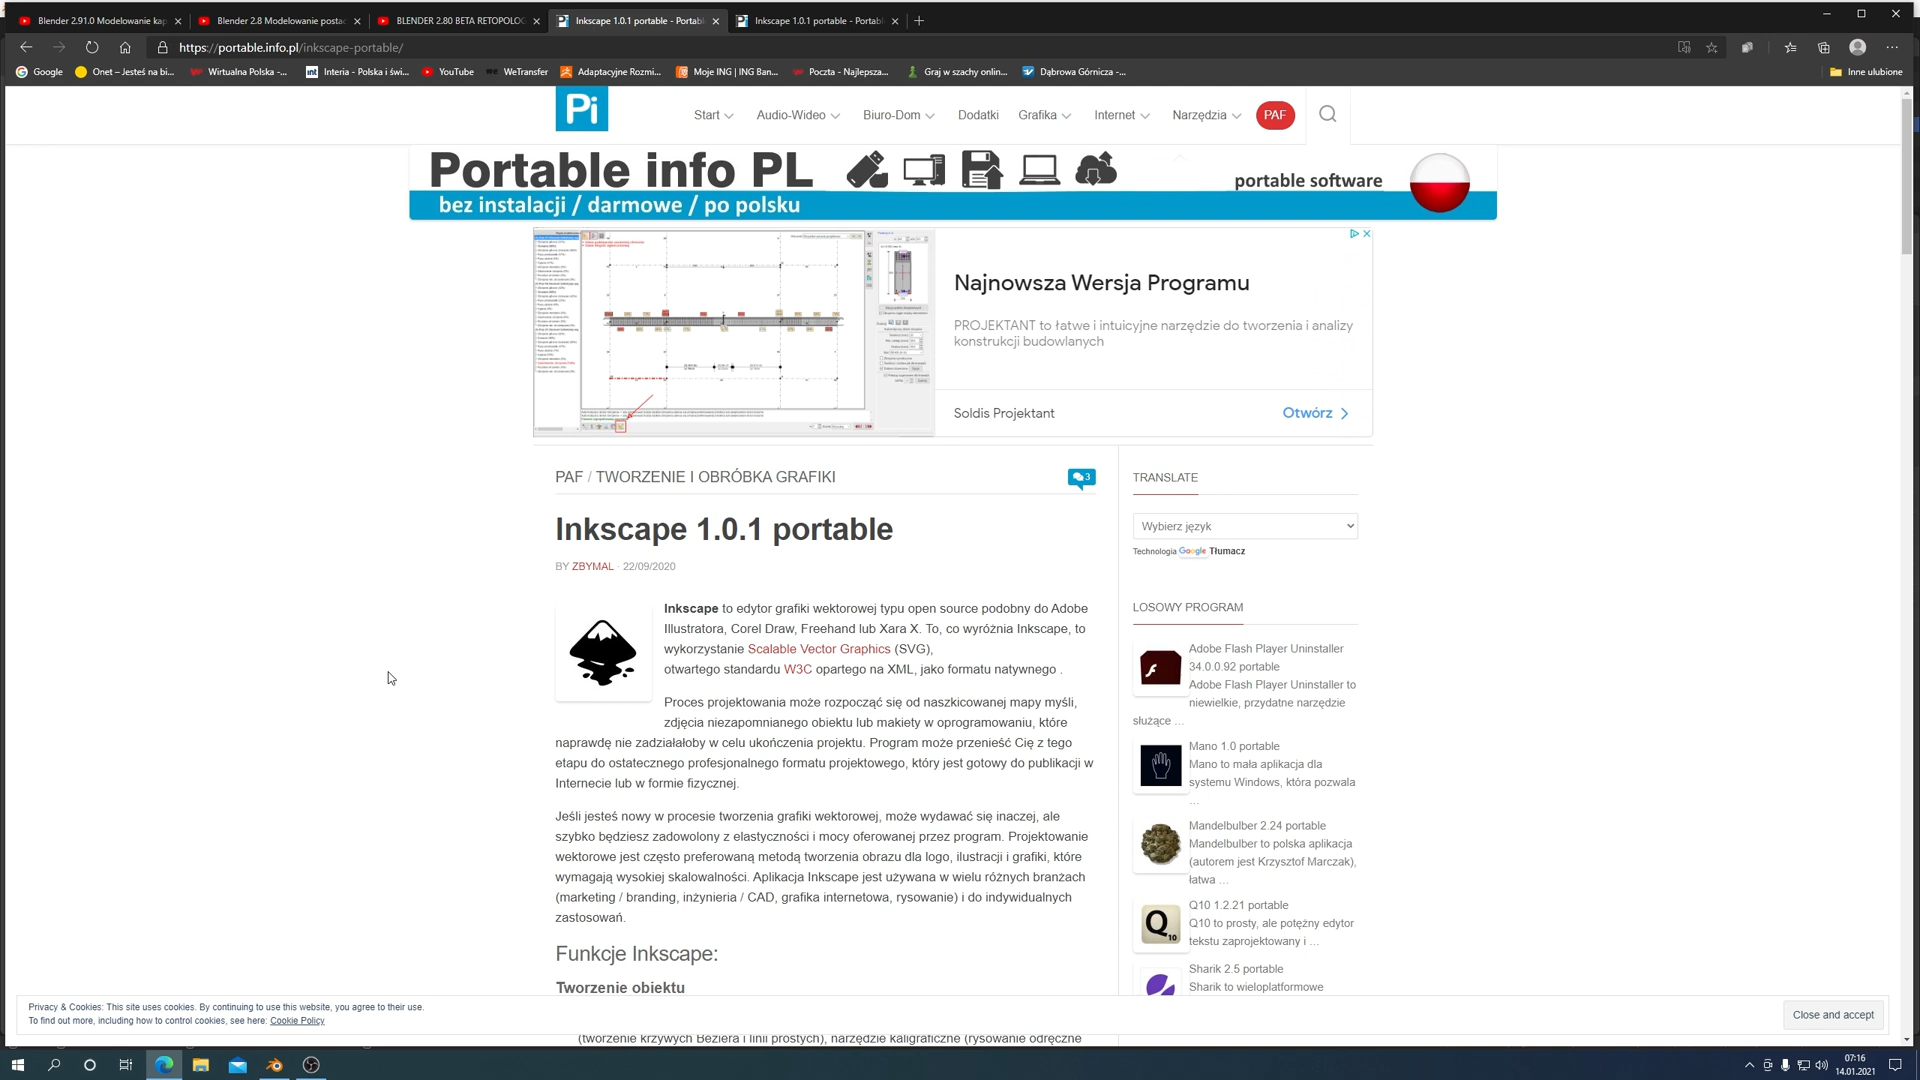 Blender 2.91.0 Modelowanie kap
Blender 2.8 Modelowanie postac
BLENDER 2.80 BETA RETOPOLOG
Inkscape 1.0.1 portable - Portab
Inkscape 1.0.1 portable - Portab
https://portable.info.pl/inkscape-portable/
Google
Onet – Jesteś na bi...
Wirtualna Polska -...
Interia - Polska i świ...
YouTube
WeTransfer
Adaptacyjne Rozmi...
Moje ING | ING Ban...
Poczta - Najlepsza...
Graj w szachy onlin...
Dąbrowa Górnicza -...
Inne ulubione
Pi
Start
Audio-Wideo
Biuro-Dom
Dodatki
Grafika
Internet
Narzędzia
PAF
Portable info PL
portable software
bez instalacji / darmowe / po polsku
Najnowsza Wersja Programu
PROJEKTANT to łatwe i intuicyjne narzędzie do tworzenia i analizy
konstrukcji budowlanych
Soldis Projektant
Otwórz
PAF / TWORZENIE I OBRÓBKA GRAFIKI
3
Inkscape 1.0.1 portable
BY ZBYMAL · 22/09/2020
Inkscape to edytor grafiki wektorowej typu open source podobny do Adobe
Illustratora, Corel Draw, Freehand lub Xara X. To, co wyróżnia Inkscape, to
wykorzystanie Scalable Vector Graphics (SVG),
otwartego standardu W3C opartego na XML, jako formatu natywnego .
Proces projektowania może rozpocząć się od naszkicowanej mapy myśli,
zdjęcia niezapomnianego obiektu lub makiety w oprogramowaniu, które
naprawdę nie zadziałałoby w celu ukończenia projektu. Program może przenieść Cię z tego
etapu do ostatecznego profesjonalnego formatu projektowego, który jest gotowy do publikacji w
Internecie lub w formie fizycznej.
Jeśli jesteś nowy w procesie tworzenia grafiki wektorowej, może wydawać się inaczej, ale
szybko będziesz zadowolony z elastyczności i mocy oferowanej przez program. Projektowanie
wektorowe jest często preferowaną metodą tworzenia obrazu dla logo, ilustracji i grafiki, które
wymagają wysokiej skalowalności. Aplikacja Inkscape jest używana w wielu różnych branżach
(marketing / branding, inżynieria / CAD, grafika internetowa, rysowanie) i do indywidualnych
zastosowań.
Funkcje Inkscape:
Tworzenie obiektu
(tworzenie krzywych Beziera i linii prostych), narzędzie kaligraficzne (rysowanie odręczne
TRANSLATE
Wybierz język
Technologia Google Tłumacz
LOSOWY PROGRAM
Adobe Flash Player Uninstaller
34.0.0.92 portable
Adobe Flash Player Uninstaller to
niewielkie, przydatne narzędzie
służące ...
Mano 1.0 portable
Mano to mała aplikacja dla
systemu Windows, która pozwala
...
Mandelbulber 2.24 portable
Mandelbulber to polska aplikacja
(autorem jest Krzysztof Marczak),
łatwa ...
Q10 1.2.21 portable
Q10 to prosty, ale potężny edytor
tekstu zaprojektowany i ...
Sharik 2.5 portable
Sharik to wieloplatformowe
Privacy & Cookies: This site uses cookies. By continuing to use this website, you agree to their use.
To find out more, including how to control cookies, see here: Cookie Policy
Close and accept
07:16
14.01.2021